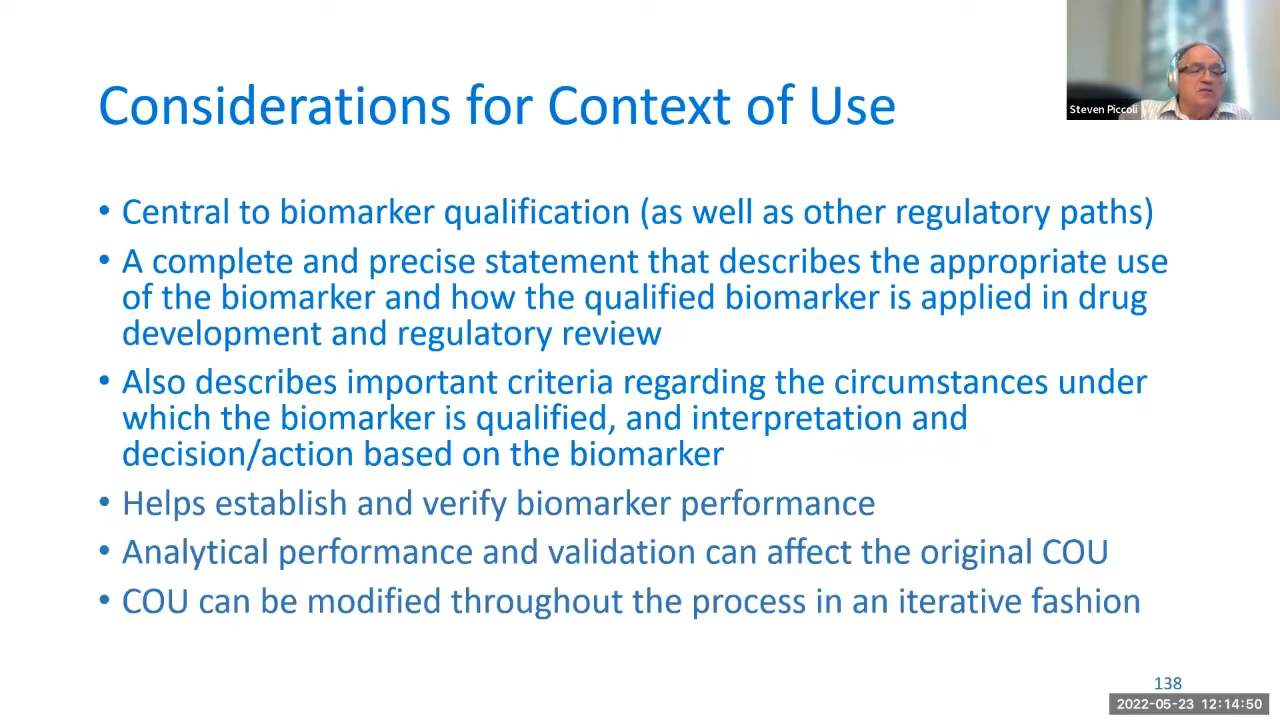 Considerations for Context of Use
Steven Piccoli
• Central to biomarker qualification (as well as other regulatory paths)
• A complete and precise statement that describes the appropriate use
of the biomarker and how the qualified biomarker is applied in drug
development and regulatory review
• Also describes important criteria regarding the circumstances under
which the biomarker is qualified, and interpretation and
decision/action based on the biomarker
• Helps establish and verify biomarker performance
• Analytical performance and validation can affect the original COU
• COU can be modified throughout the process in an iterative fashion
138
2022-05-23 12:14:50